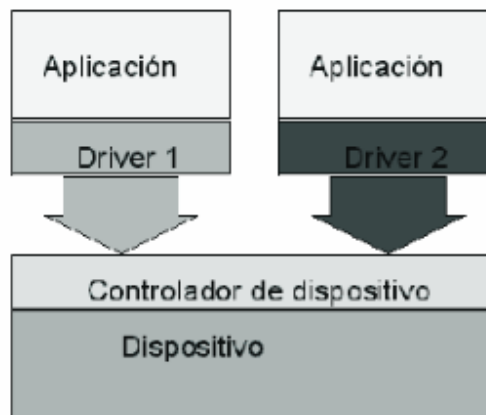 Aplicación
Aplicación
Driver 1
Driver 2
Controlador de dispositivo
Dispositivo